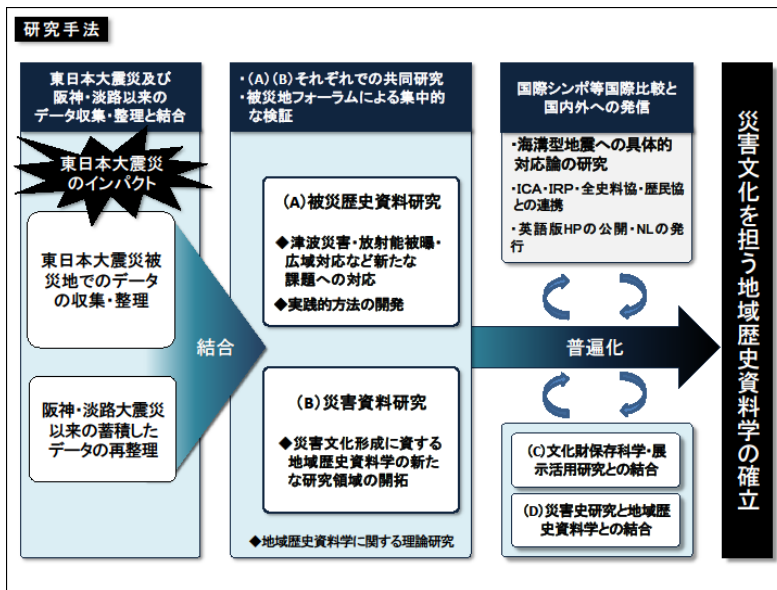 研究手法
東日本大震災及び
阪神・淡路以来の
データ収集・整理と結合
東日本大震災
のインパクト
東日本大震災被
災地でのデータ
の収集・整理
阪神・淡路大震災
以来の蓄積した
データの再整理
結合
・(A)(B)それぞれでの共同研究
・被災地フォーラムによる集中的
な検証
(A)被災歴史資料研究
◆津波災害・放射能被曝・
広域対応など新たな
課題への対応
◆実践的方法の開発
(B)災害資料研究
◆災害文化形成に資する
地域歴史資料学の新た
な研究領域の開拓
◆地域歴史資料学に関する理論研究
国際シンポ等国際比較と
国内外への発信
・海溝型地震への具体的
対応論の研究
・ICA・IRP・全史料協・歴民協
との連携
・英語版HPの公開・NLの発
行
普遍化
(C)文化財保存科学・展
示活用研究との結合
(D)災害史研究と地域歴
史資料学との結合
災害文化を担う地域歴史資料学の確立